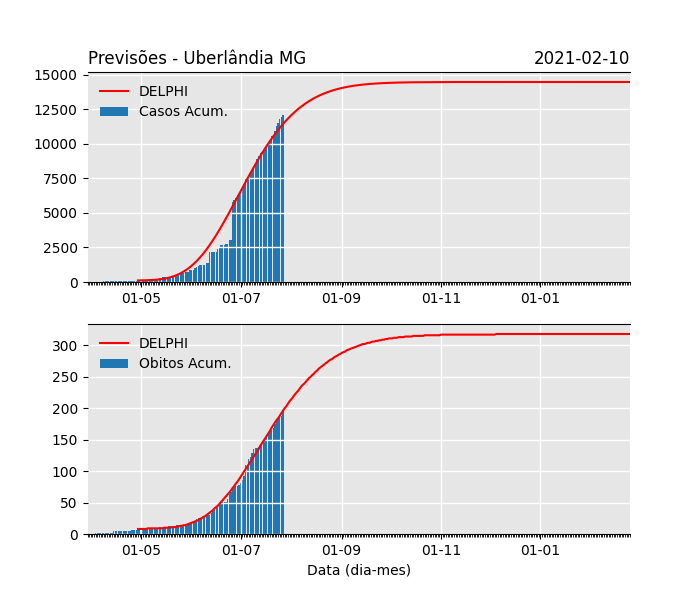 Previsões - Uberlândia MG
2021-02-10
15000
12500
10000
7500
5000
2500
0
DELPHI
Casos Acum.
01-05 01-07 01-09 01-11 01-01
300
250
200
150
100
50
0
DELPHI
Obitos Acum.
01-05 01-07 01-09 01-11 01-01
Data (dia-mes)